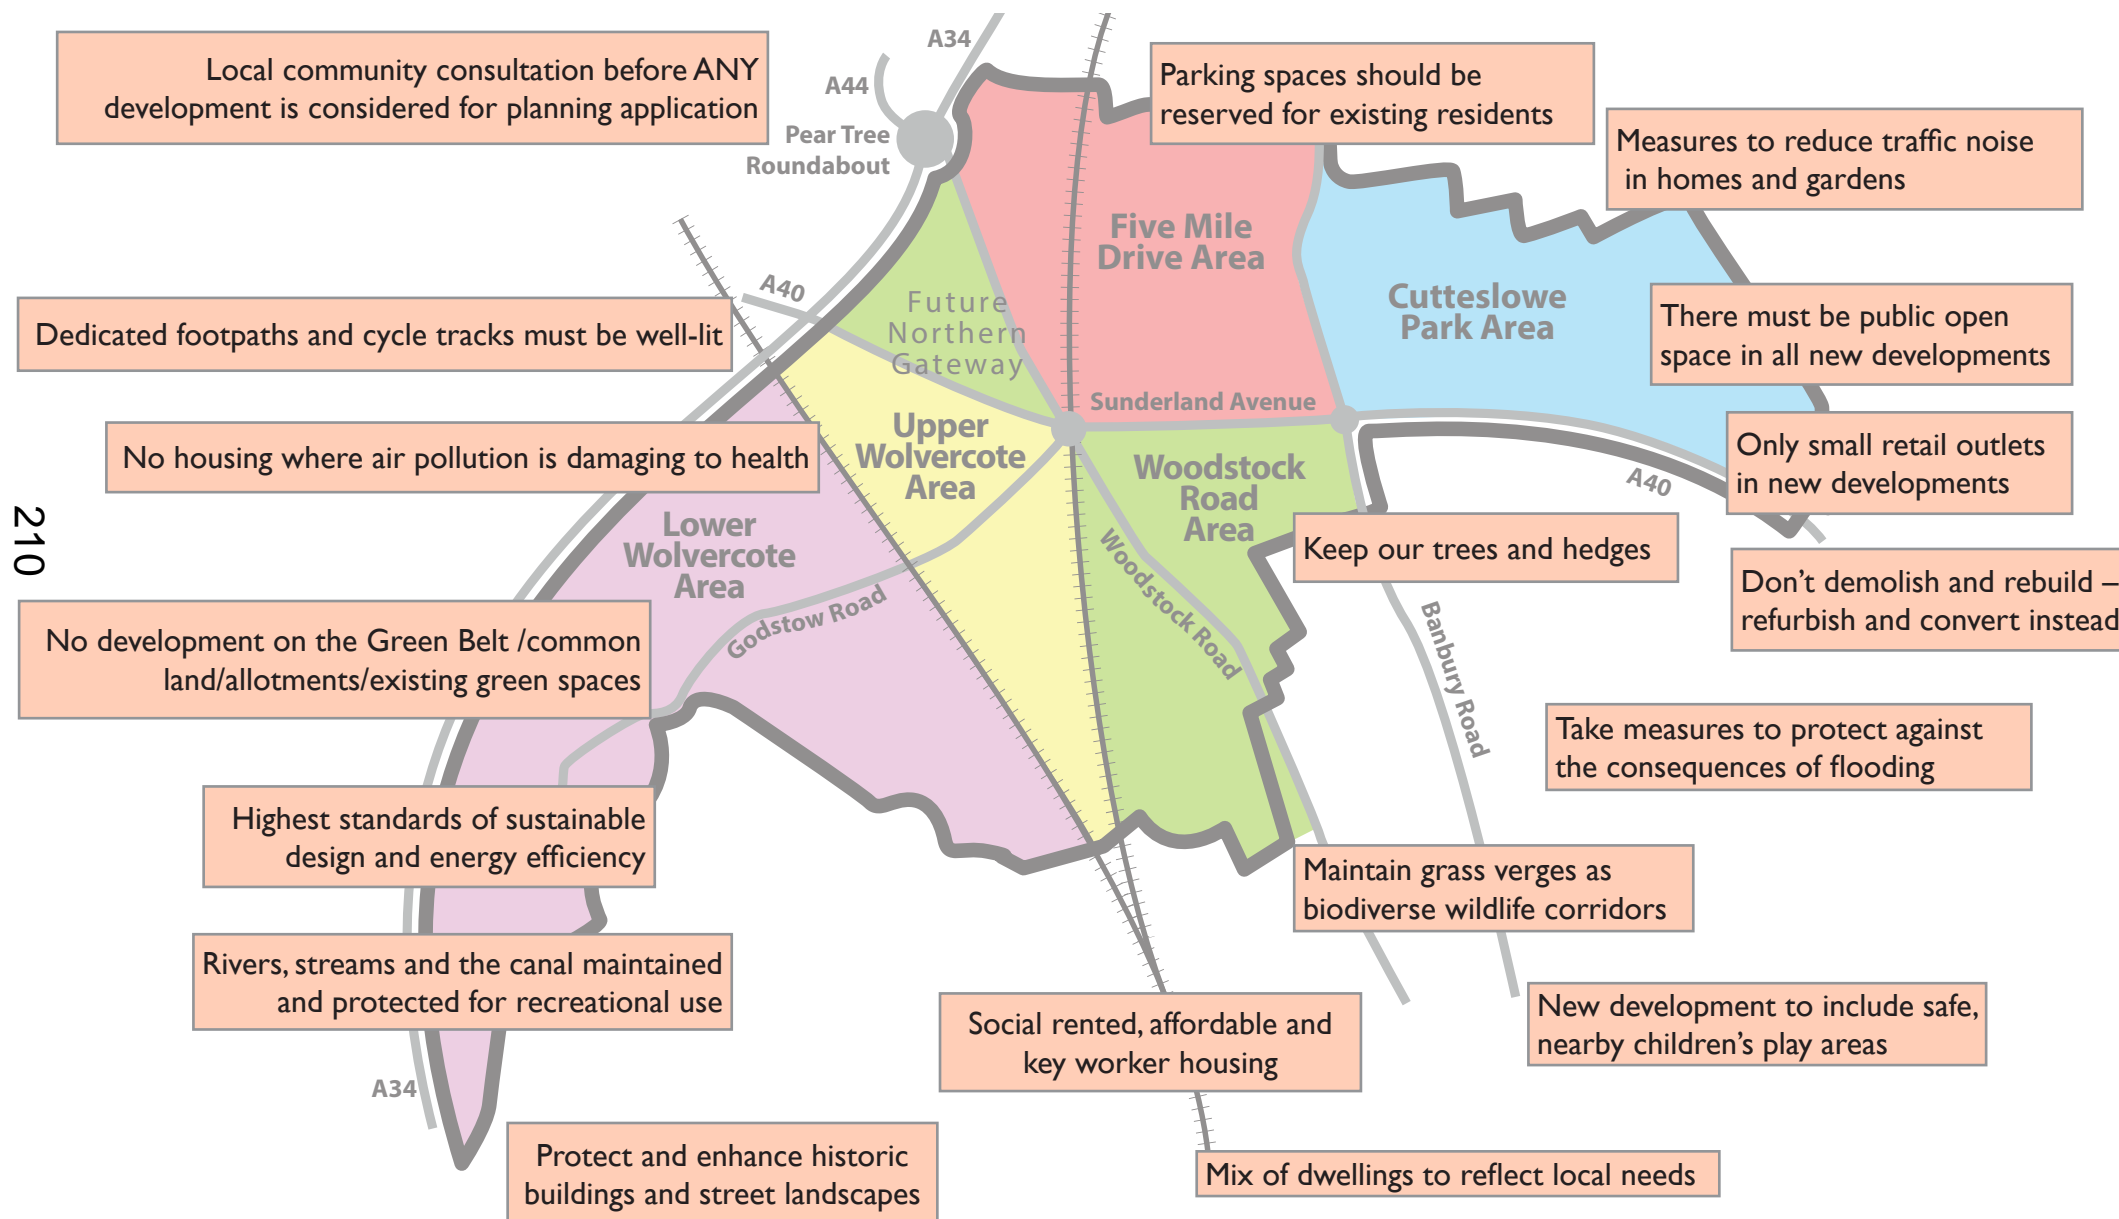 A34
Local community consultation before ANY
development is considered for planning application
A44
Pear Tree
Roundabout
Parking spaces should be
reserved for existing residents
Measures to reduce traffic noise
in homes and gardens
Five Mile
Drive Area
A40
Future
Northern
Gateway
Cutteslowe
Park Area
There must be public open
space in all new developments
Dedicated footpaths and cycle tracks must be well-lit
Sunderland Avenue
Upper
Wolvercote
Area
Woodstock
Road
Area
Only small retail outlets
in new developments
A40
No housing where air pollution is damaging to health
210
Lower
Wolvercote
Area
Keep our trees and hedges
Don’t demolish and rebuild –
refurbish and convert instead
Godstow Road
Woodstock Road
Banbury Road
No development on the Green Belt /common
land/allotments/existing green spaces
Take measures to protect against
the consequences of flooding
Highest standards of sustainable
design and energy efficiency
Maintain grass verges as
biodiverse wildlife corridors
Rivers, streams and the canal maintained
and protected for recreational use
Social rented, affordable and
key worker housing
New development to include safe,
nearby children’s play areas
A34
Protect and enhance historic
buildings and street landscapes
Mix of dwellings to reflect local needs